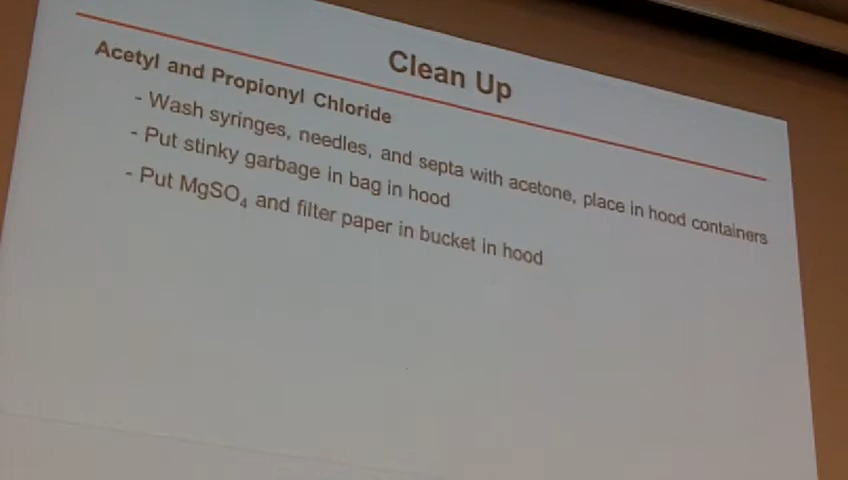 Clean Up
Acetyl and Propionyl Chloride
- Wash syringes, needles, and septa with acetone, place in hood containers
- Put stinky garbage in bag in hood
- Put MgSO₄ and filter paper in bucket in hood